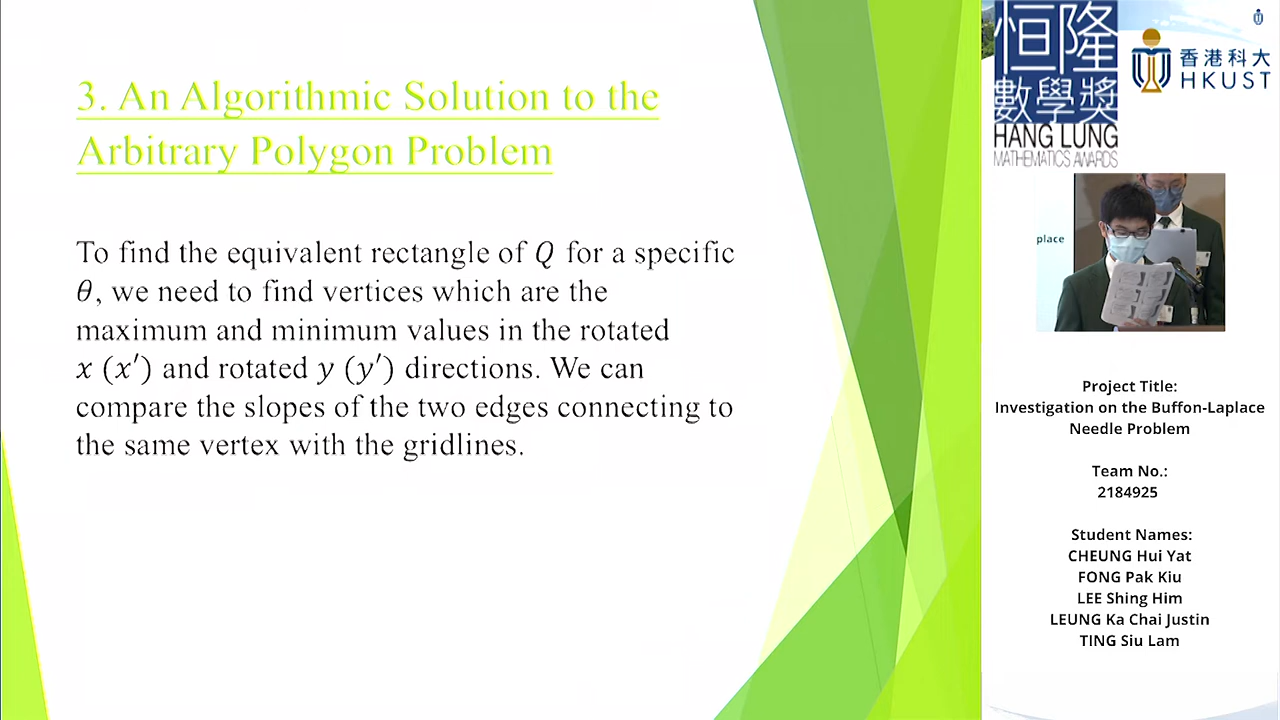 3. An Algorithmic Solution to the
Arbitrary Polygon Problem
To find the equivalent rectangle of Q for a specific
θ, we need to find vertices which are the
maximum and minimum values in the rotated
x (x′) and rotated y (y′) directions. We can
compare the slopes of the two edges connecting to
the same vertex with the gridlines.
恒隆
數學獎
HANG LUNG
MATHEMATICS AWARDS
香港科大
HKUST
place
Project Title:
Investigation on the Buffon-Laplace
Needle Problem
Team No.:
2184925
Student Names:
CHEUNG Hui Yat
FONG Pak Kiu
LEE Shing Him
LEUNG Ka Chai Justin
TING Siu Lam